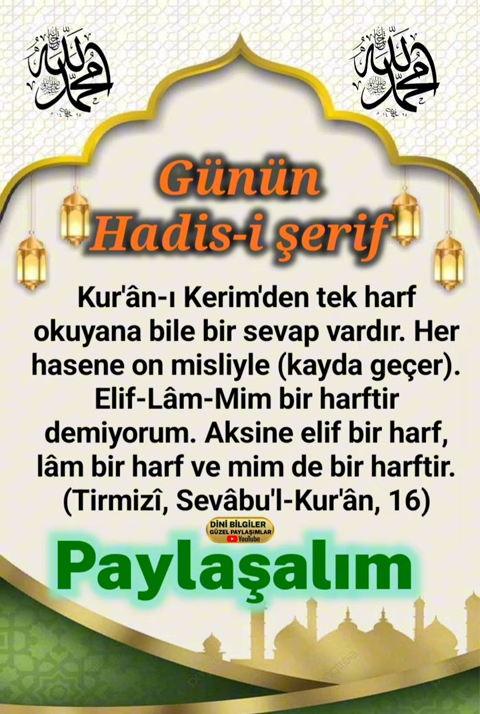 Günün
Hadis-i şerif
Kur'ân-ı Kerim'den tek harf
okuyana bile bir sevap vardır. Her
hasene on misliyle (kayda geçer).
Elif-Lâm-Mim bir harftir
demiyorum. Aksine elif bir harf,
lâm bir harf ve mim de bir harftir.
(Tirmizî, Sevâbu'l-Kur'ân, 16)
DİNİ BİLGİLER
GÜZEL PAYLAŞIMLAR
YouTube
Paylaşalım